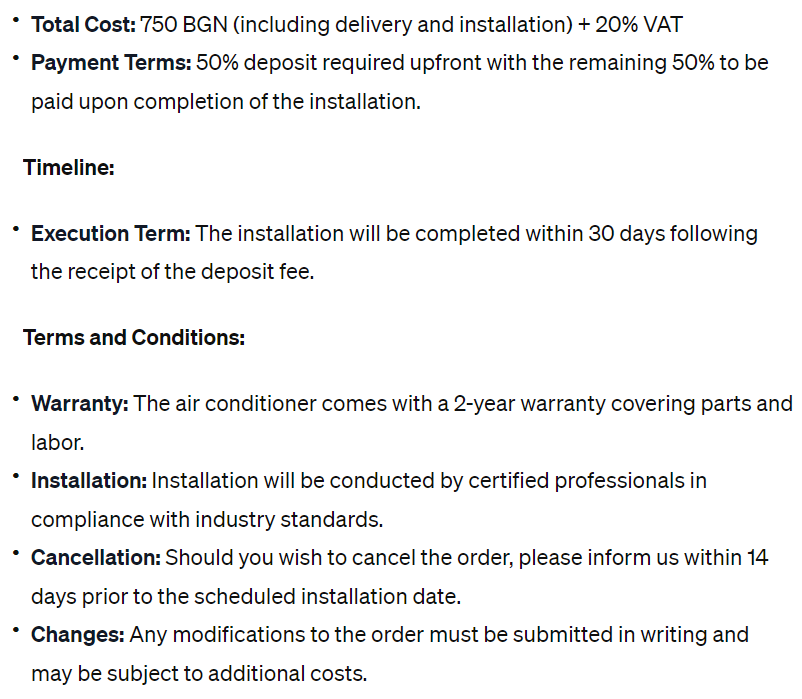 • Total Cost: 750 BGN (including delivery and installation) + 20% VAT
• Payment Terms: 50% deposit required upfront with the remaining 50% to be
paid upon completion of the installation.
Timeline:
• Execution Term: The installation will be completed within 30 days following
the receipt of the deposit fee.
Terms and Conditions:
• Warranty: The air conditioner comes with a 2-year warranty covering parts and
labor.
• Installation: Installation will be conducted by certified professionals in
compliance with industry standards.
• Cancellation: Should you wish to cancel the order, please inform us within 14
days prior to the scheduled installation date.
• Changes: Any modifications to the order must be submitted in writing and
may be subject to additional costs.